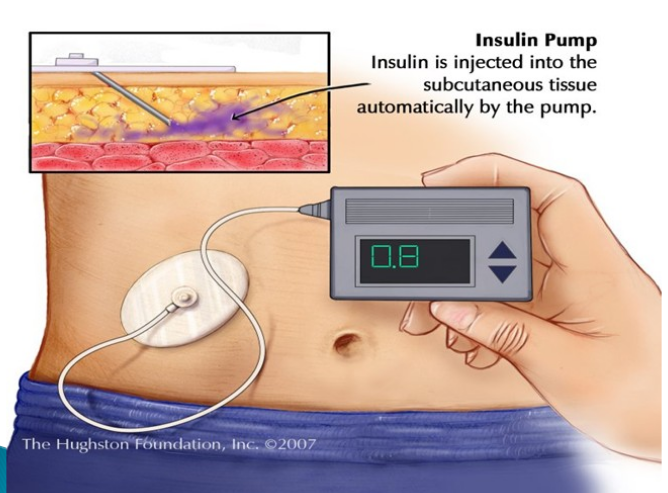 Insulin Pump
Insulin is injected into the
subcutaneous tissue
automatically by the pump.
0.8
The Hughston Foundation, Inc. ©2007